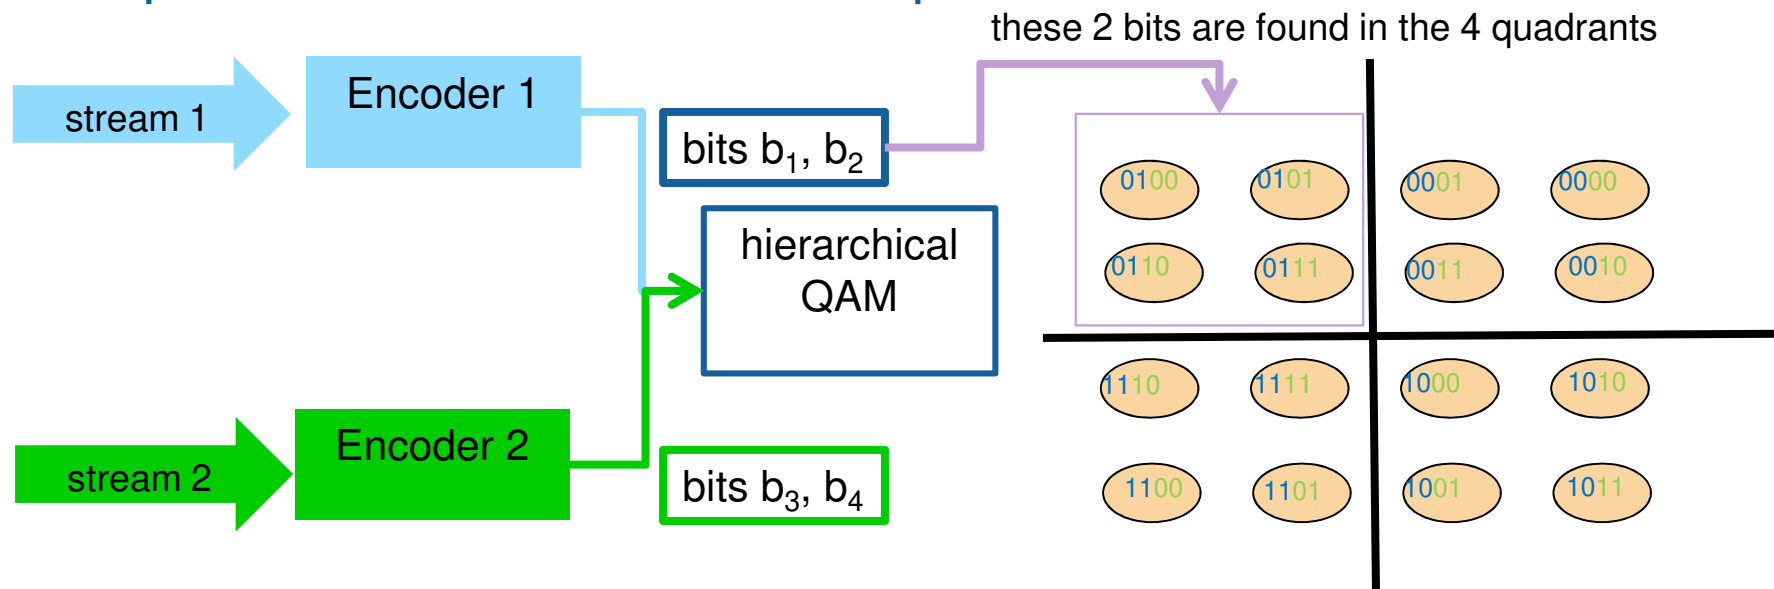 these 2 bits are found in the 4 quadrants
stream 1
Encoder 1
bits b₁, b₂
hierarchical
QAM
stream 2
Encoder 2
bits b₃, b₄
0100 0101 0001 0000
0110 0111 0011 0010
1110 1111 1000 1010
1100 1101 1001 1011